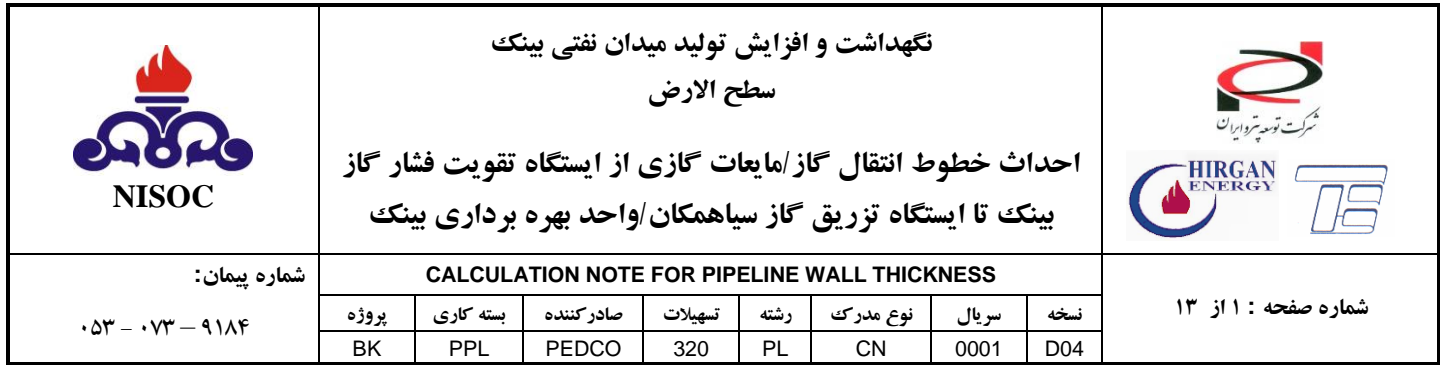 نگهداشت و افزایش تولید میدان نفتی بینک
سطح الارض
احداث خطوط انتقال گاز/مایعات گازی از ایستگاه تقویت فشار گاز
بینک تا ایستگاه تزریق گاز سیاهمکان/واحد بهره برداری بینک
شرکت توسعه پتروایران
HIRGAN
ENERGY
NISOC
شماره پیمان:
۰۵۳ – ۰۷۳ – ۹۱۸۴
CALCULATION NOTE FOR PIPELINE WALL THICKNESS
پروژه بسته کاری صادرکننده تسهیلات رشته نوع مدرک سریال نسخه
BK PPL PEDCO 320 PL CN 0001 D04
شماره صفحه : ۱ از ۱۳